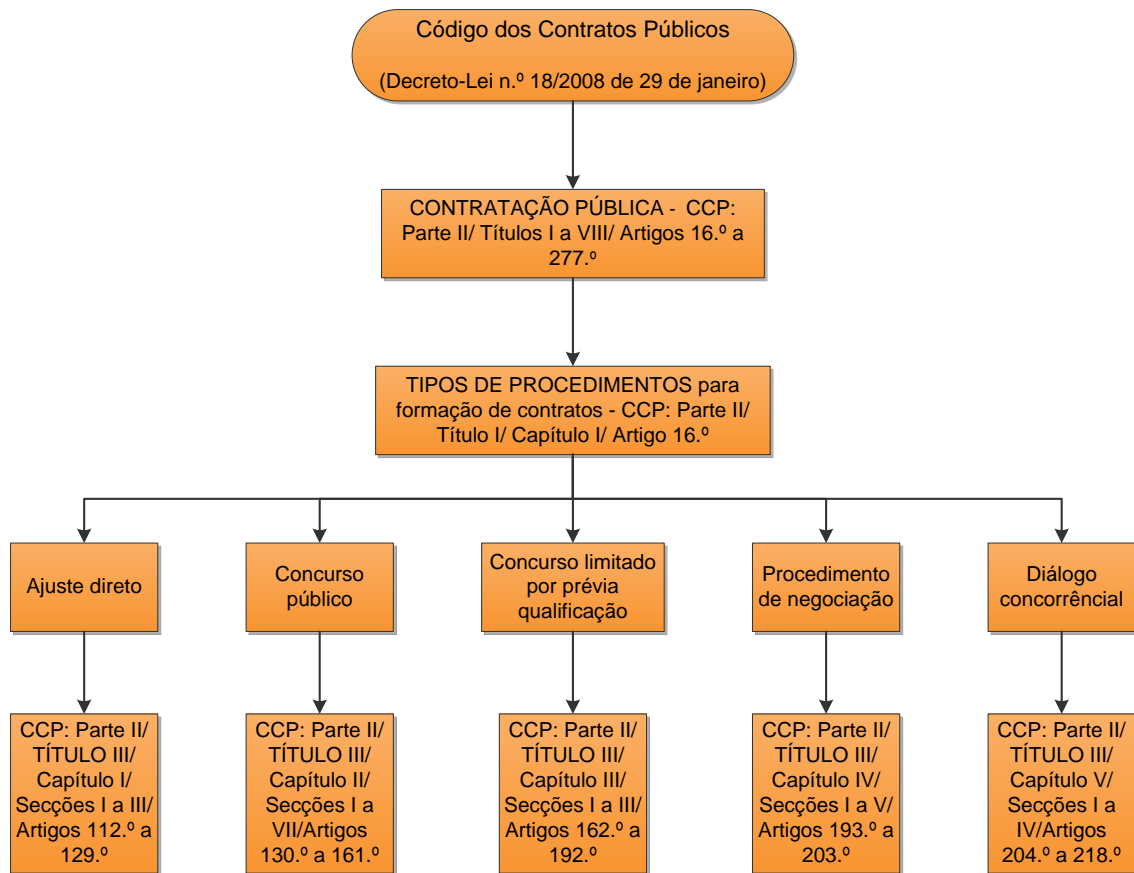 Código dos Contratos Públicos
(Decreto-Lei n.º 18/2008 de 29 de janeiro)
CONTRATAÇÃO PÚBLICA - CCP:
Parte II/ Títulos I a VIII/ Artigos 16.º a
277.º
TIPOS DE PROCEDIMENTOS para
formação de contratos - CCP: Parte II/
Título I/ Capítulo I/ Artigo 16.º
Ajuste direto
Concurso
público
Concurso limitado
por prévia
qualificação
Procedimento
de negociação
Diálogo
concorrêncial
CCP: Parte II/
TÍTULO III/
Capítulo I/
Secções I a III/
Artigos 112.º a
129.º
CCP: Parte II/
TÍTULO III/
Capítulo II/
Secções I a
VII/Artigos
130.º a 161.º
CCP: Parte II/
TÍTULO III/
Capítulo III/
Secções I a III/
Artigos 162.º a
192.º
CCP: Parte II/
TÍTULO III/
Capítulo IV/
Secções I a V/
Artigos 193.º a
203.º
CCP: Parte II/
TÍTULO III/
Capítulo V/
Secções I a
IV/Artigos
204.º a 218.º